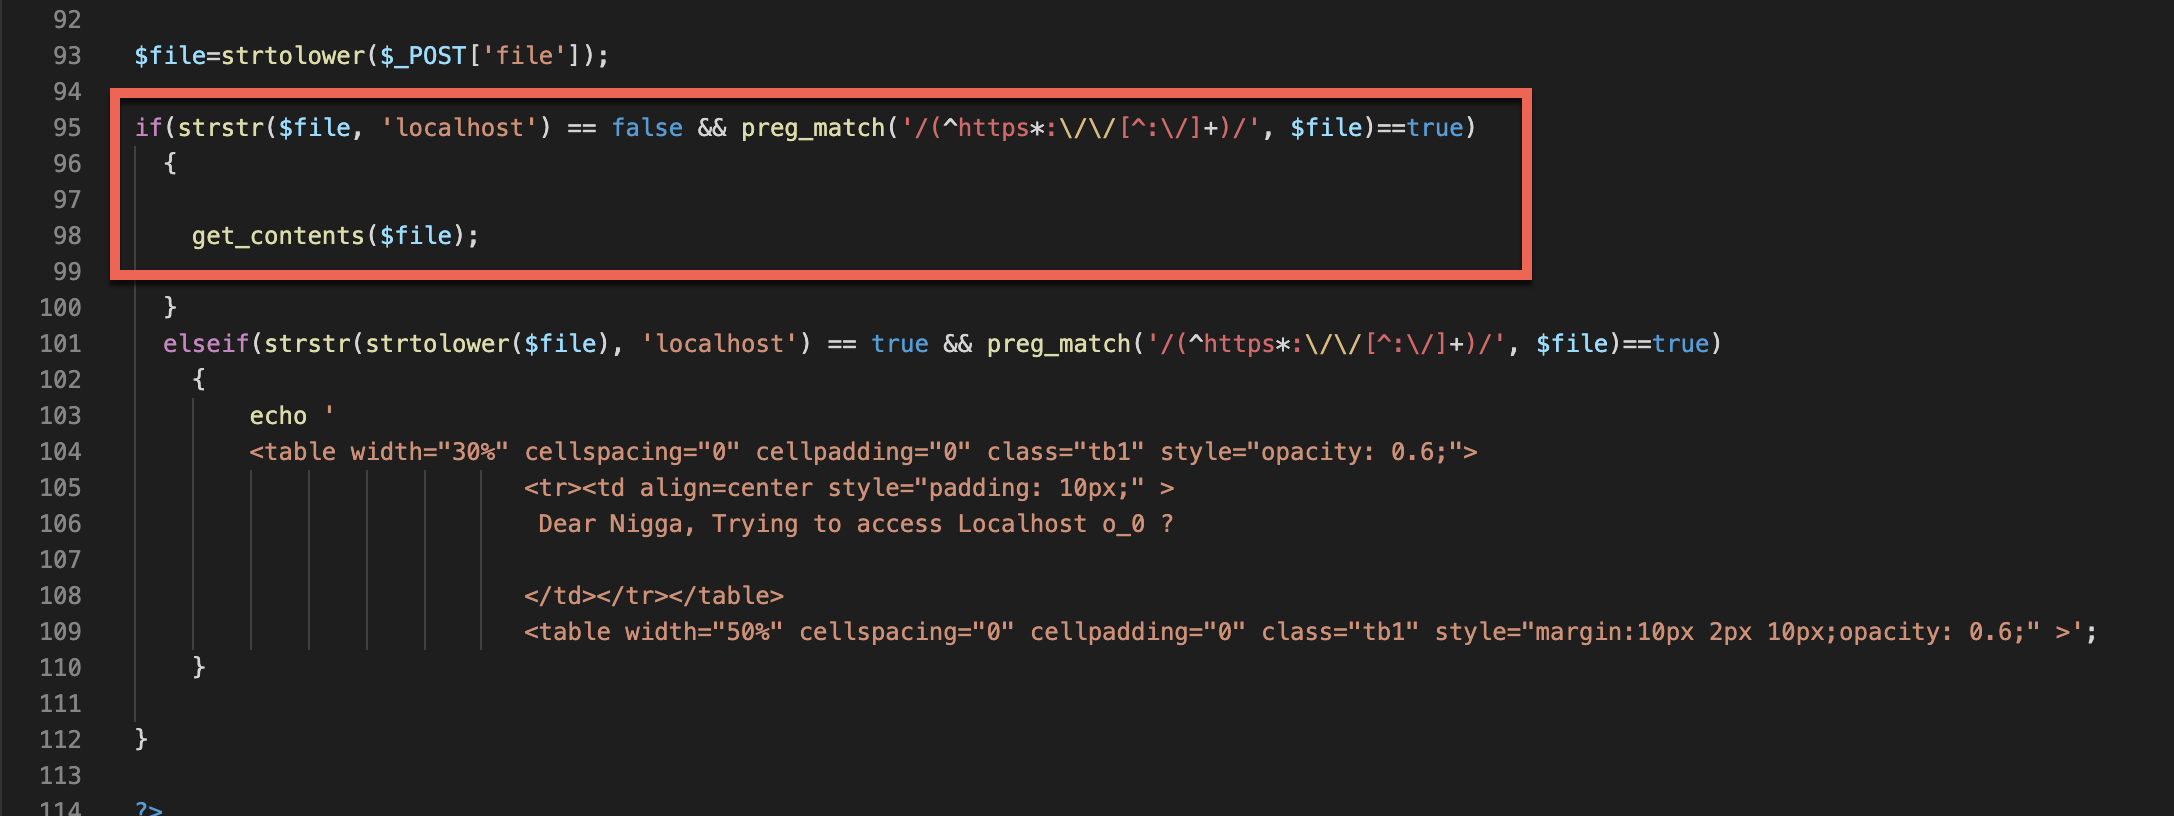 92
93 $file=strtolower($_POST['file']);
94
95 if(strstr($file, 'localhost') == false && preg_match('/(^https*:\/\/[^:\/]+)/', $file)==true)
96 {
97
98 get_contents($file);
99
100 }
101 elseif(strstr(strtolower($file), 'localhost') == true && preg_match('/(^https*:\/\/[^:\/]+)/', $file)==true)
102 {
103 echo '
104 <table width="30%" cellspacing="0" cellpadding="0" class="tb1" style="opacity: 0.6;">
105 <tr><td align=center style="padding: 10px;" >
106 Dear Nigga, Trying to access Localhost o_0 ?
107
108 </td></tr></table>
109 <table width="50%" cellspacing="0" cellpadding="0" class="tb1" style="margin:10px 2px 10px;opacity: 0.6;" >';
110 }
111
112 }
113
114 ?>